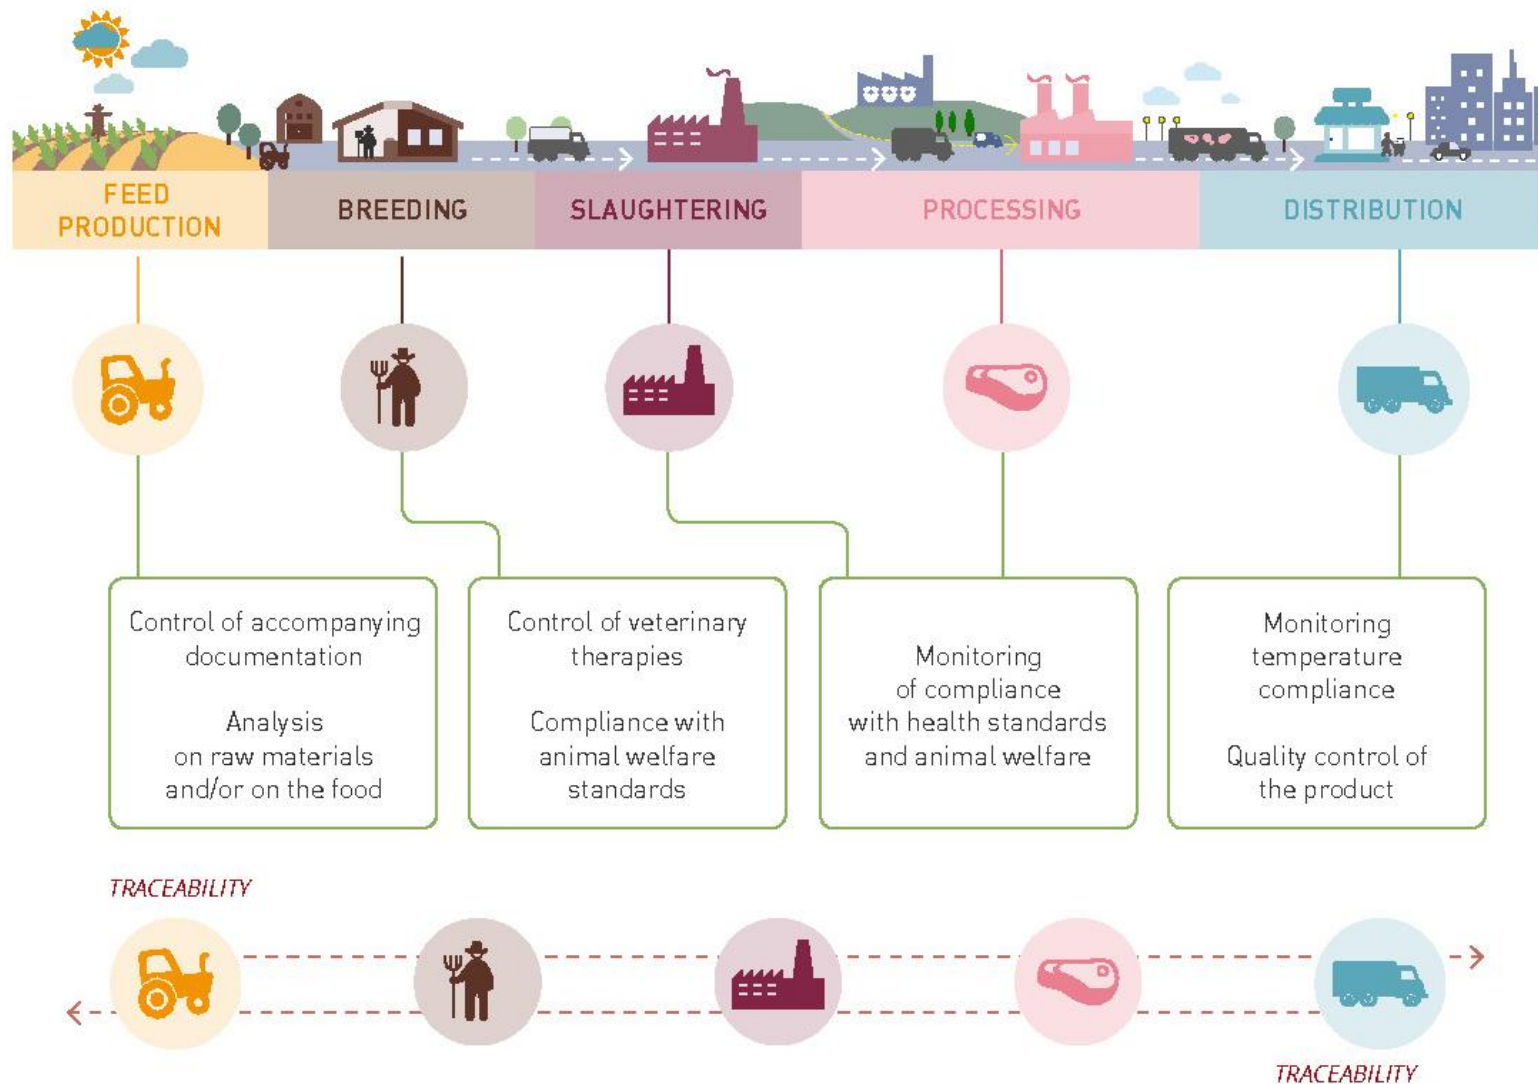 FEED
PRODUCTION
BREEDING
SLAUGHTERING
PROCESSING
DISTRIBUTION
Control of accompanying
documentation
Analysis
on raw materials
and/or on the food
Control of veterinary
therapies
Compliance with
animal welfare
standards
Monitoring
of compliance
with health standards
and animal welfare
Monitoring
temperature
compliance
Quality control of
the product
TRACEABILITY
TRACEABILITY